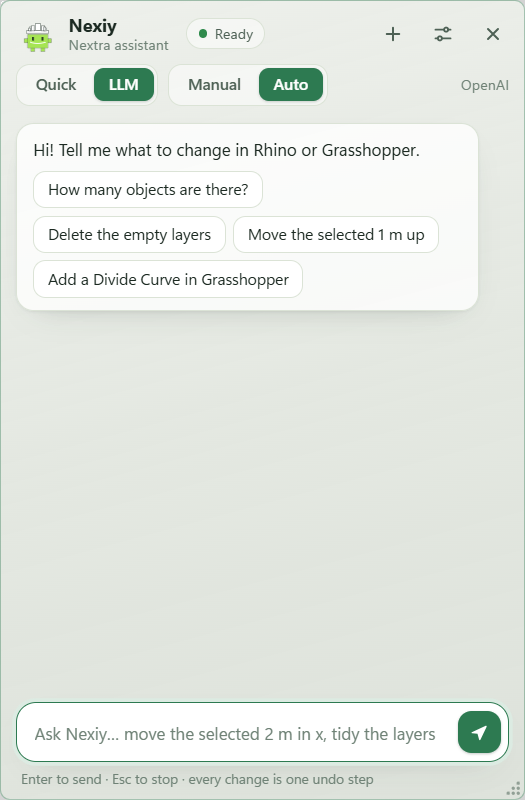 Nexiy
Nextra assistant
Ready
Quick LLM Manual Auto OpenAI
Hi! Tell me what to change in Rhino or Grasshopper.
How many objects are there?
Delete the empty layers Move the selected 1 m up
Add a Divide Curve in Grasshopper
Ask Nexiy... move the selected 2 m in x, tidy the layers
Enter to send · Esc to stop · every change is one undo step